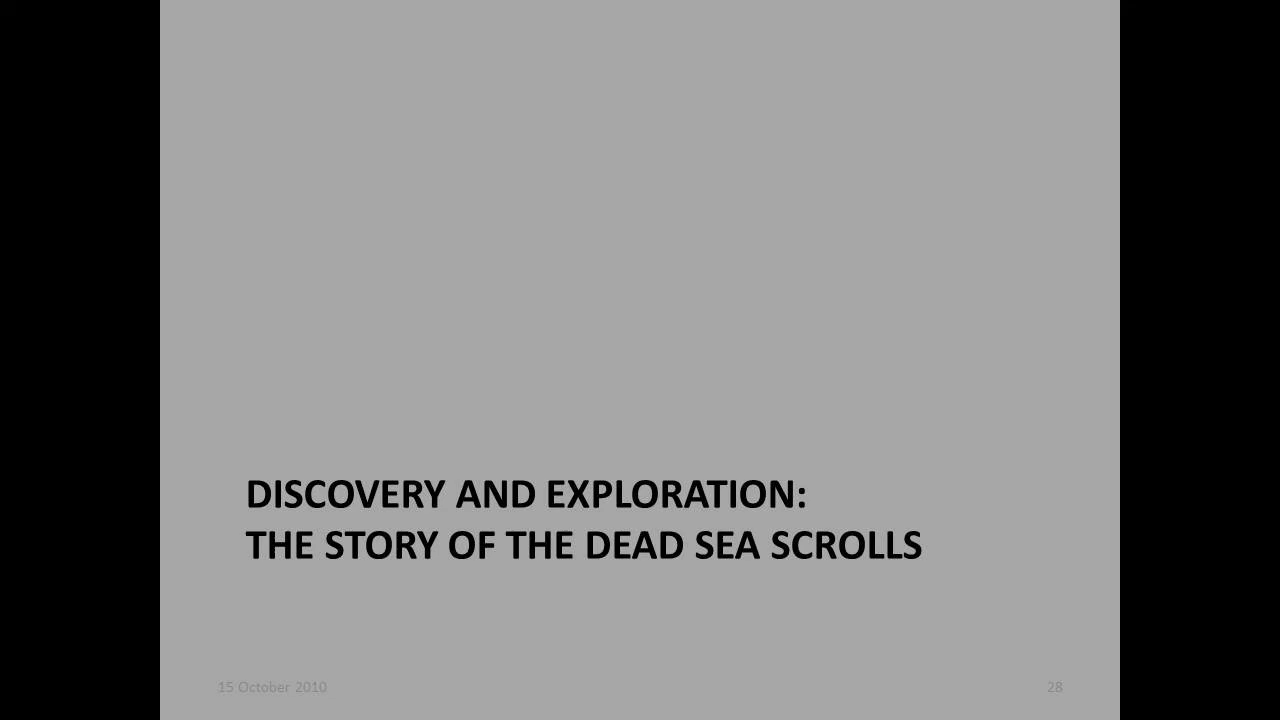 DISCOVERY AND EXPLORATION:
THE STORY OF THE DEAD SEA SCROLLS
15 October 2010
28